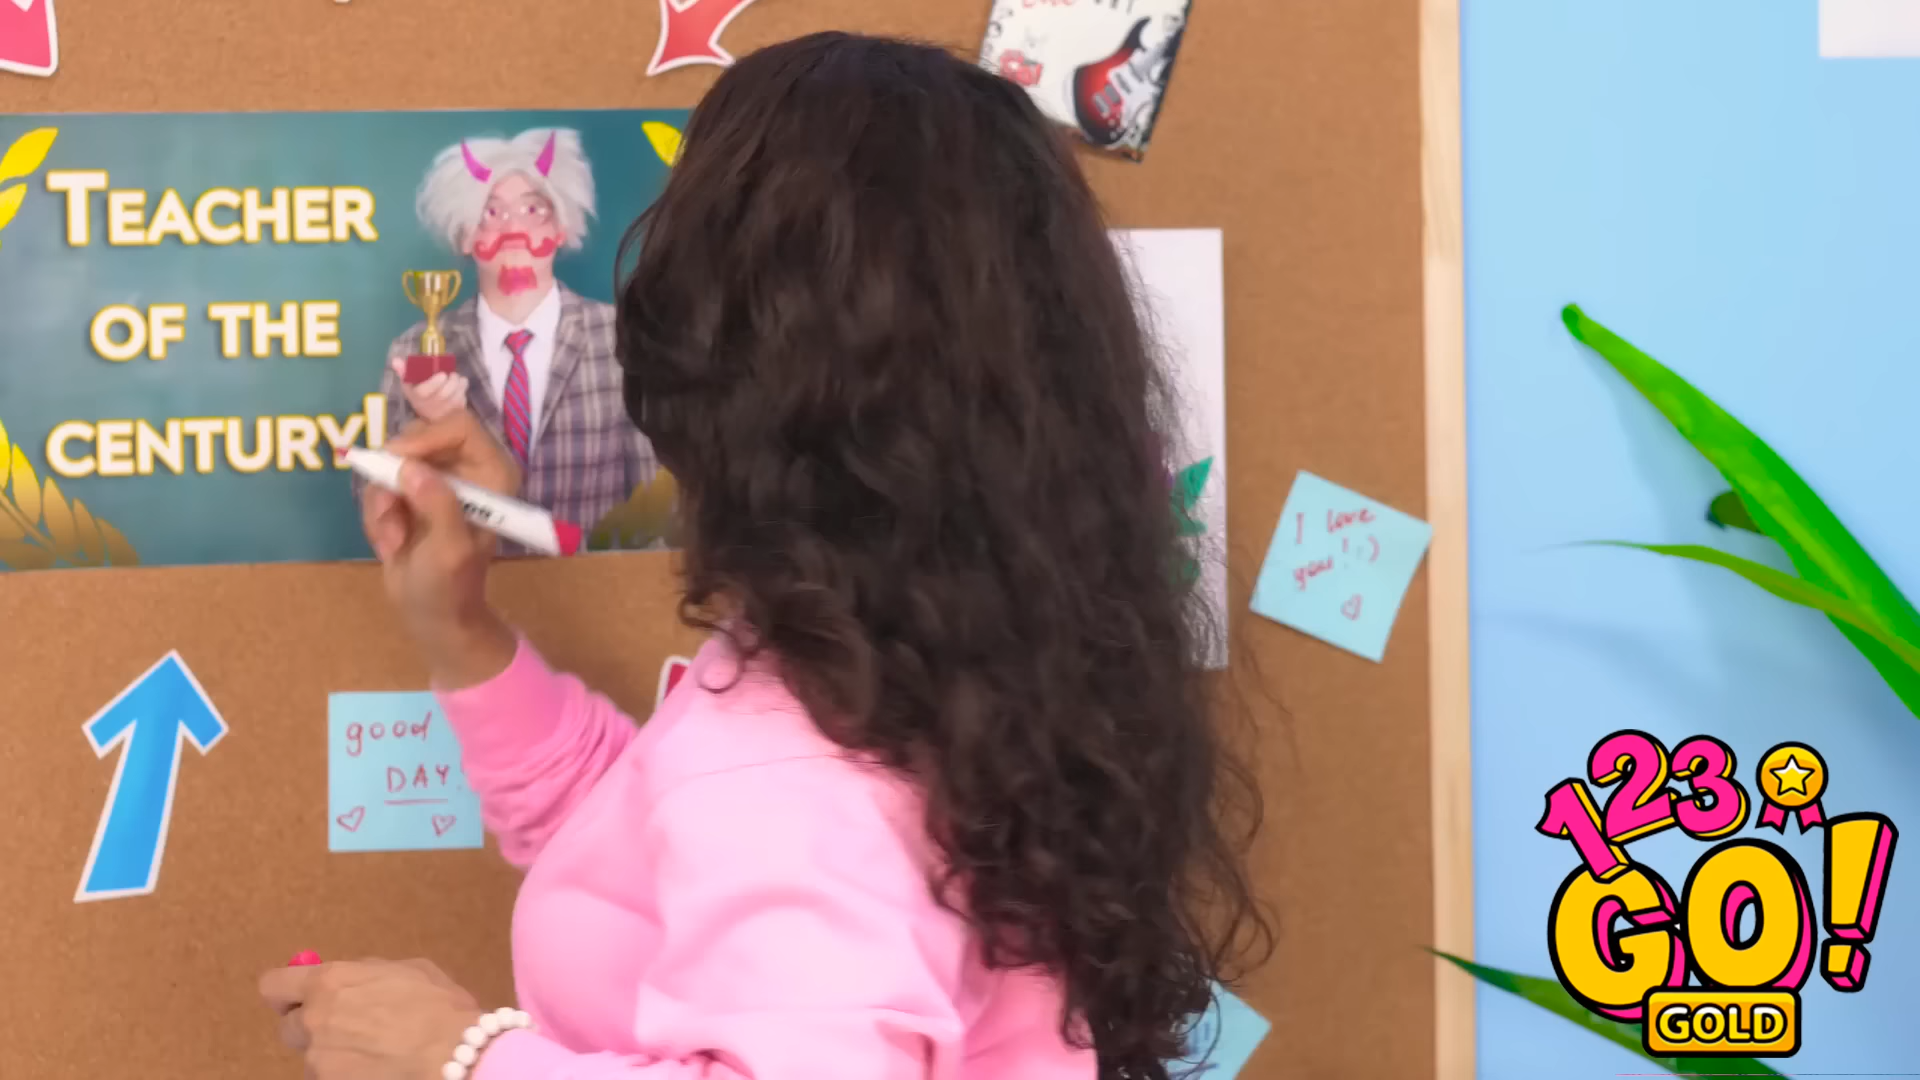 TEACHER
OF THE
CENTURY!
I love
you! :)
good
DAY!
123
GO!
GOLD